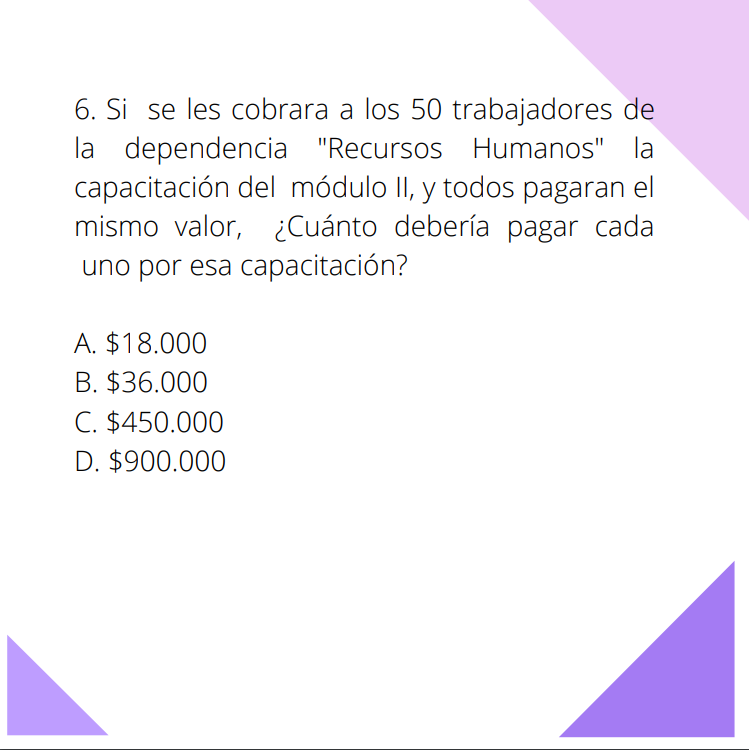 6. Si se les cobrara a los 50 trabajadores de
la dependencia "Recursos Humanos" la
capacitación del módulo II, y todos pagaran el
mismo valor, ¿Cuánto debería pagar cada
uno por esa capacitación?
A. $18.000
B. $36.000
C. $450.000
D. $900.000